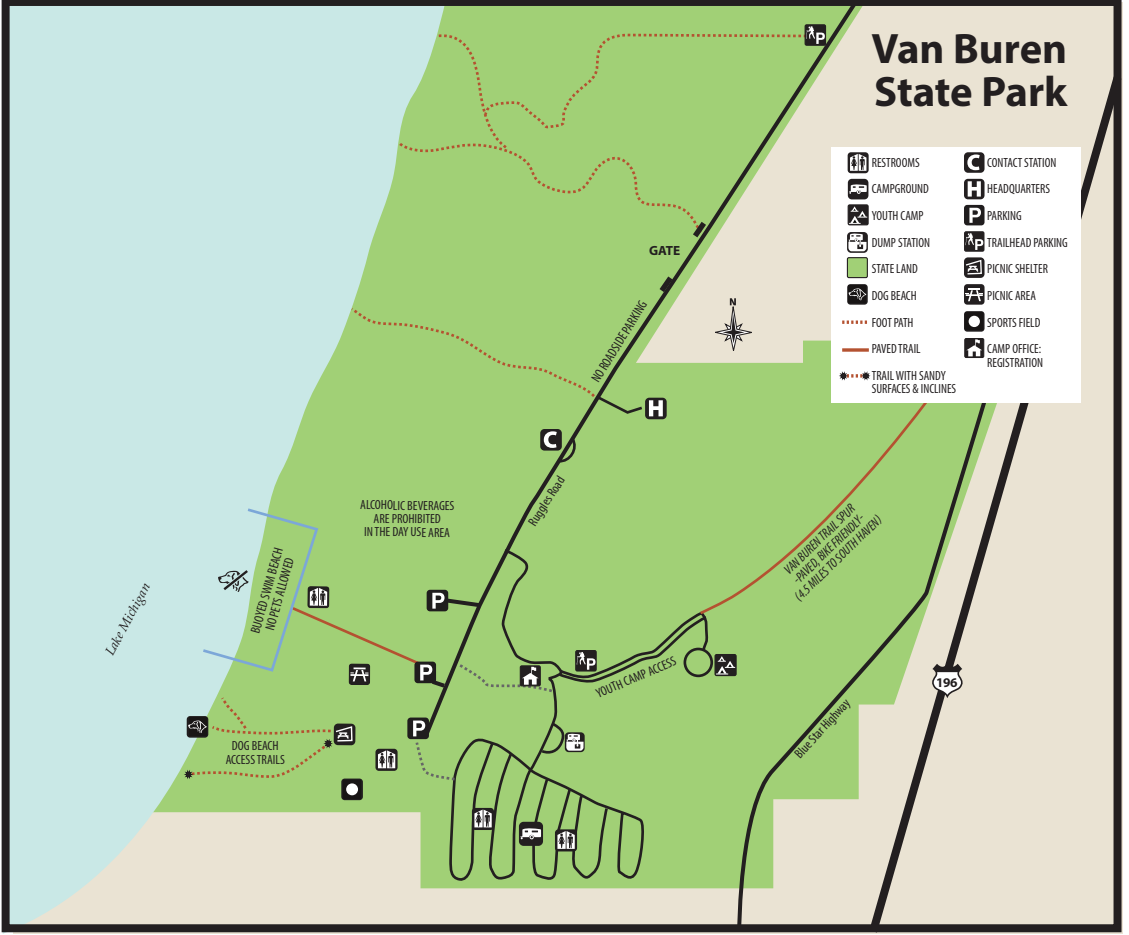 Van Buren
State Park
RESTROOMS
CAMPGROUND
YOUTH CAMP
DUMP STATION
STATE LAND
DOG BEACH
FOOT PATH
PAVED TRAIL
TRAIL WITH SANDY
SURFACES & INCLINES
C
CONTACT STATION
H
HEADQUARTERS
P
PARKING
P
TRAILHEAD PARKING
PICNIC SHELTER
PICNIC AREA
SPORTS FIELD
CAMP OFFICE:
REGISTRATION
P
GATE
N
NO ROADSIDE PARKING
H
C
Ruggles Road
ALCOHOLIC BEVERAGES
ARE PROHIBITED
IN THE DAY USE AREA
VAN BUREN TRAIL SPUR
-PAVED, BIKE FRIENDLY-
(4.5 MILES TO SOUTH HAVEN)
BUOYED SWIM BEACH
NO PETS ALLOWED
Lake Michigan
P
P
P
P
YOUTH CAMP ACCESS
196
Blue Star Highway
DOG BEACH
ACCESS TRAILS